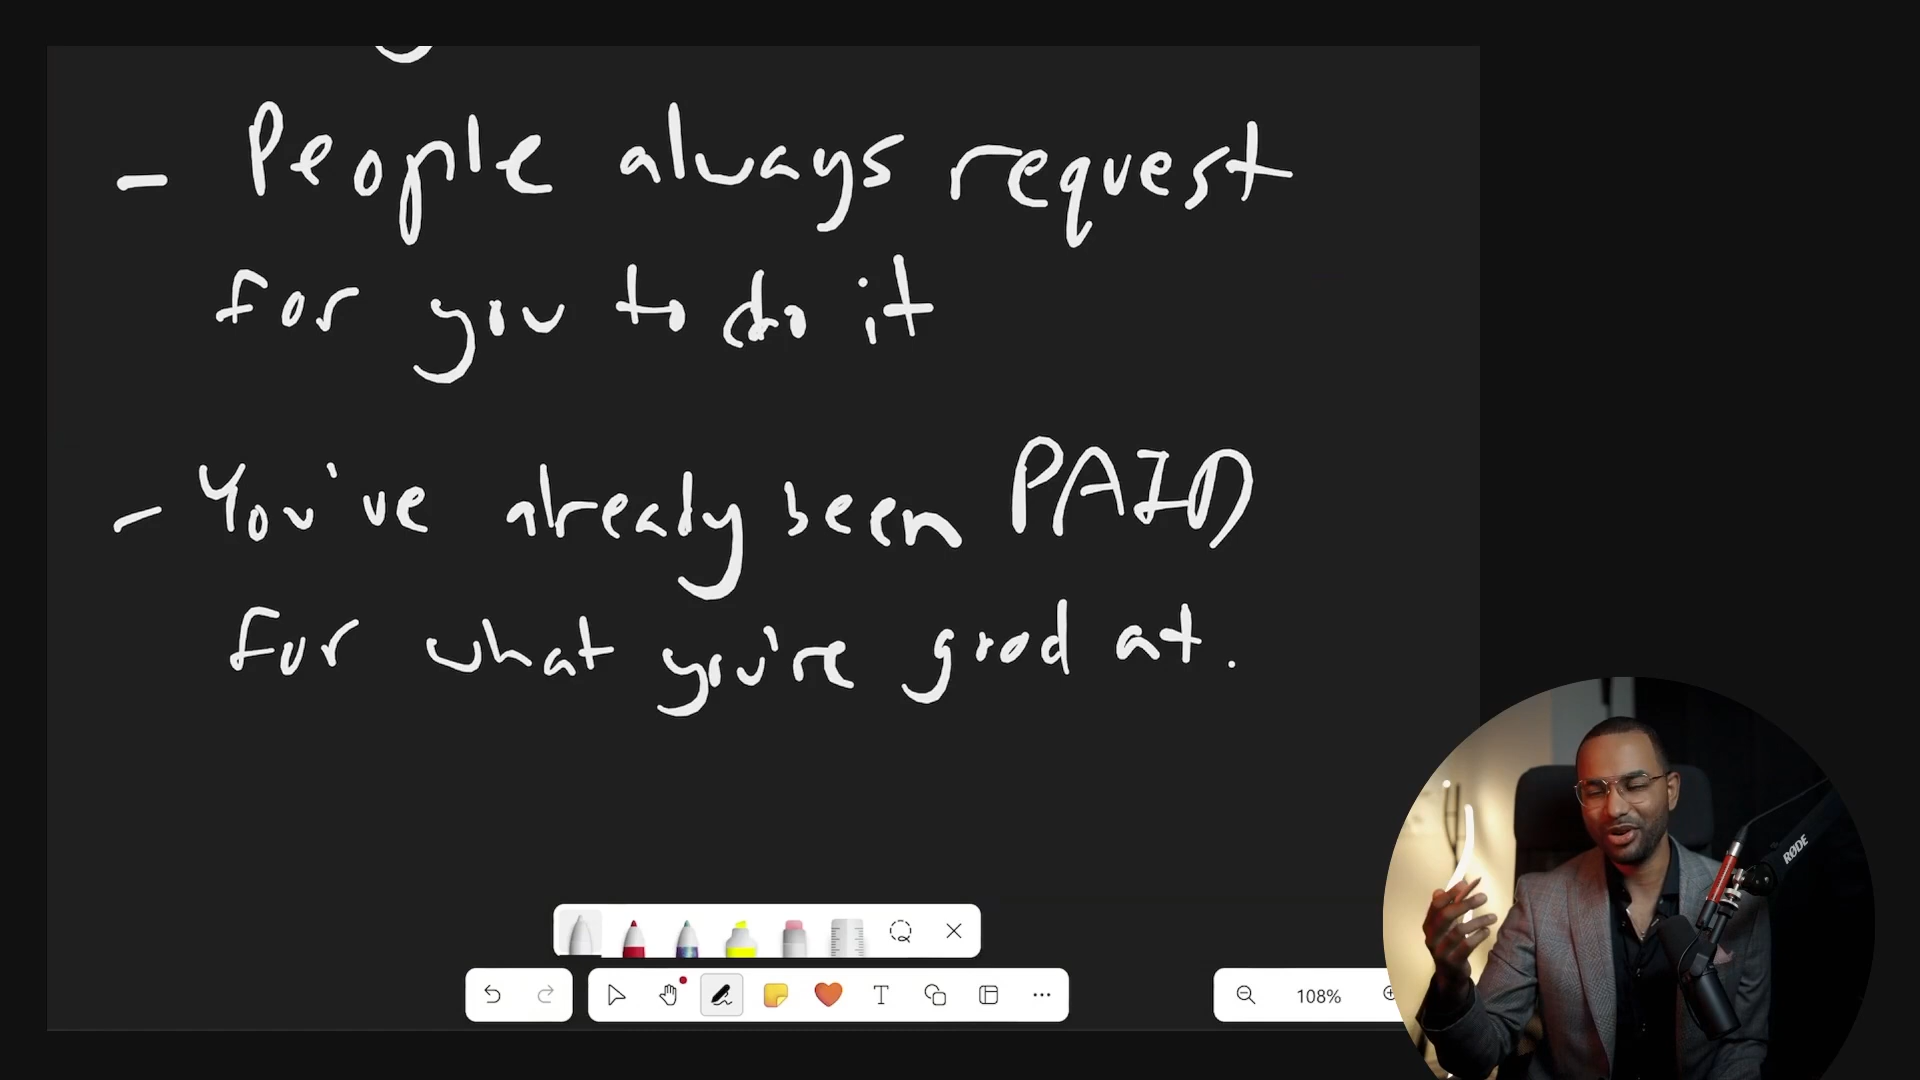 - People always request
for you to do it
- You've already been PAID
for what you're good at.
T
108%
RØDE